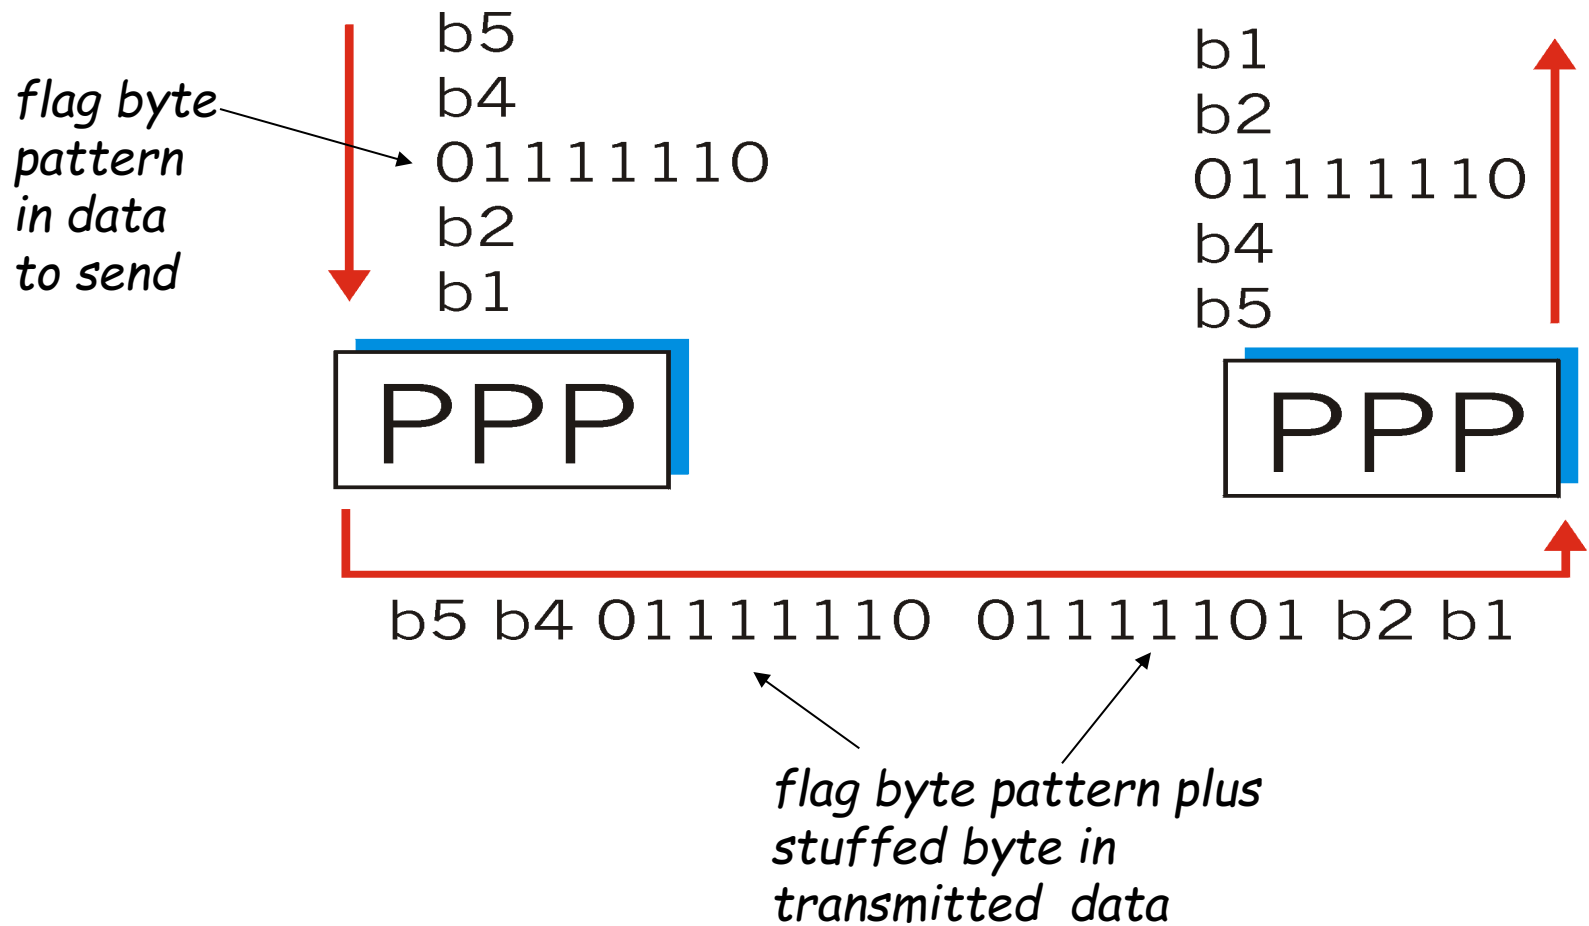 b5
b4
01111110
b2
b1
flag byte
pattern
in data
to send
PPP
b1
b2
01111110
b4
b5
PPP
b5 b4 01111110 01111101 b2 b1
flag byte pattern plus
stuffed byte in
transmitted data